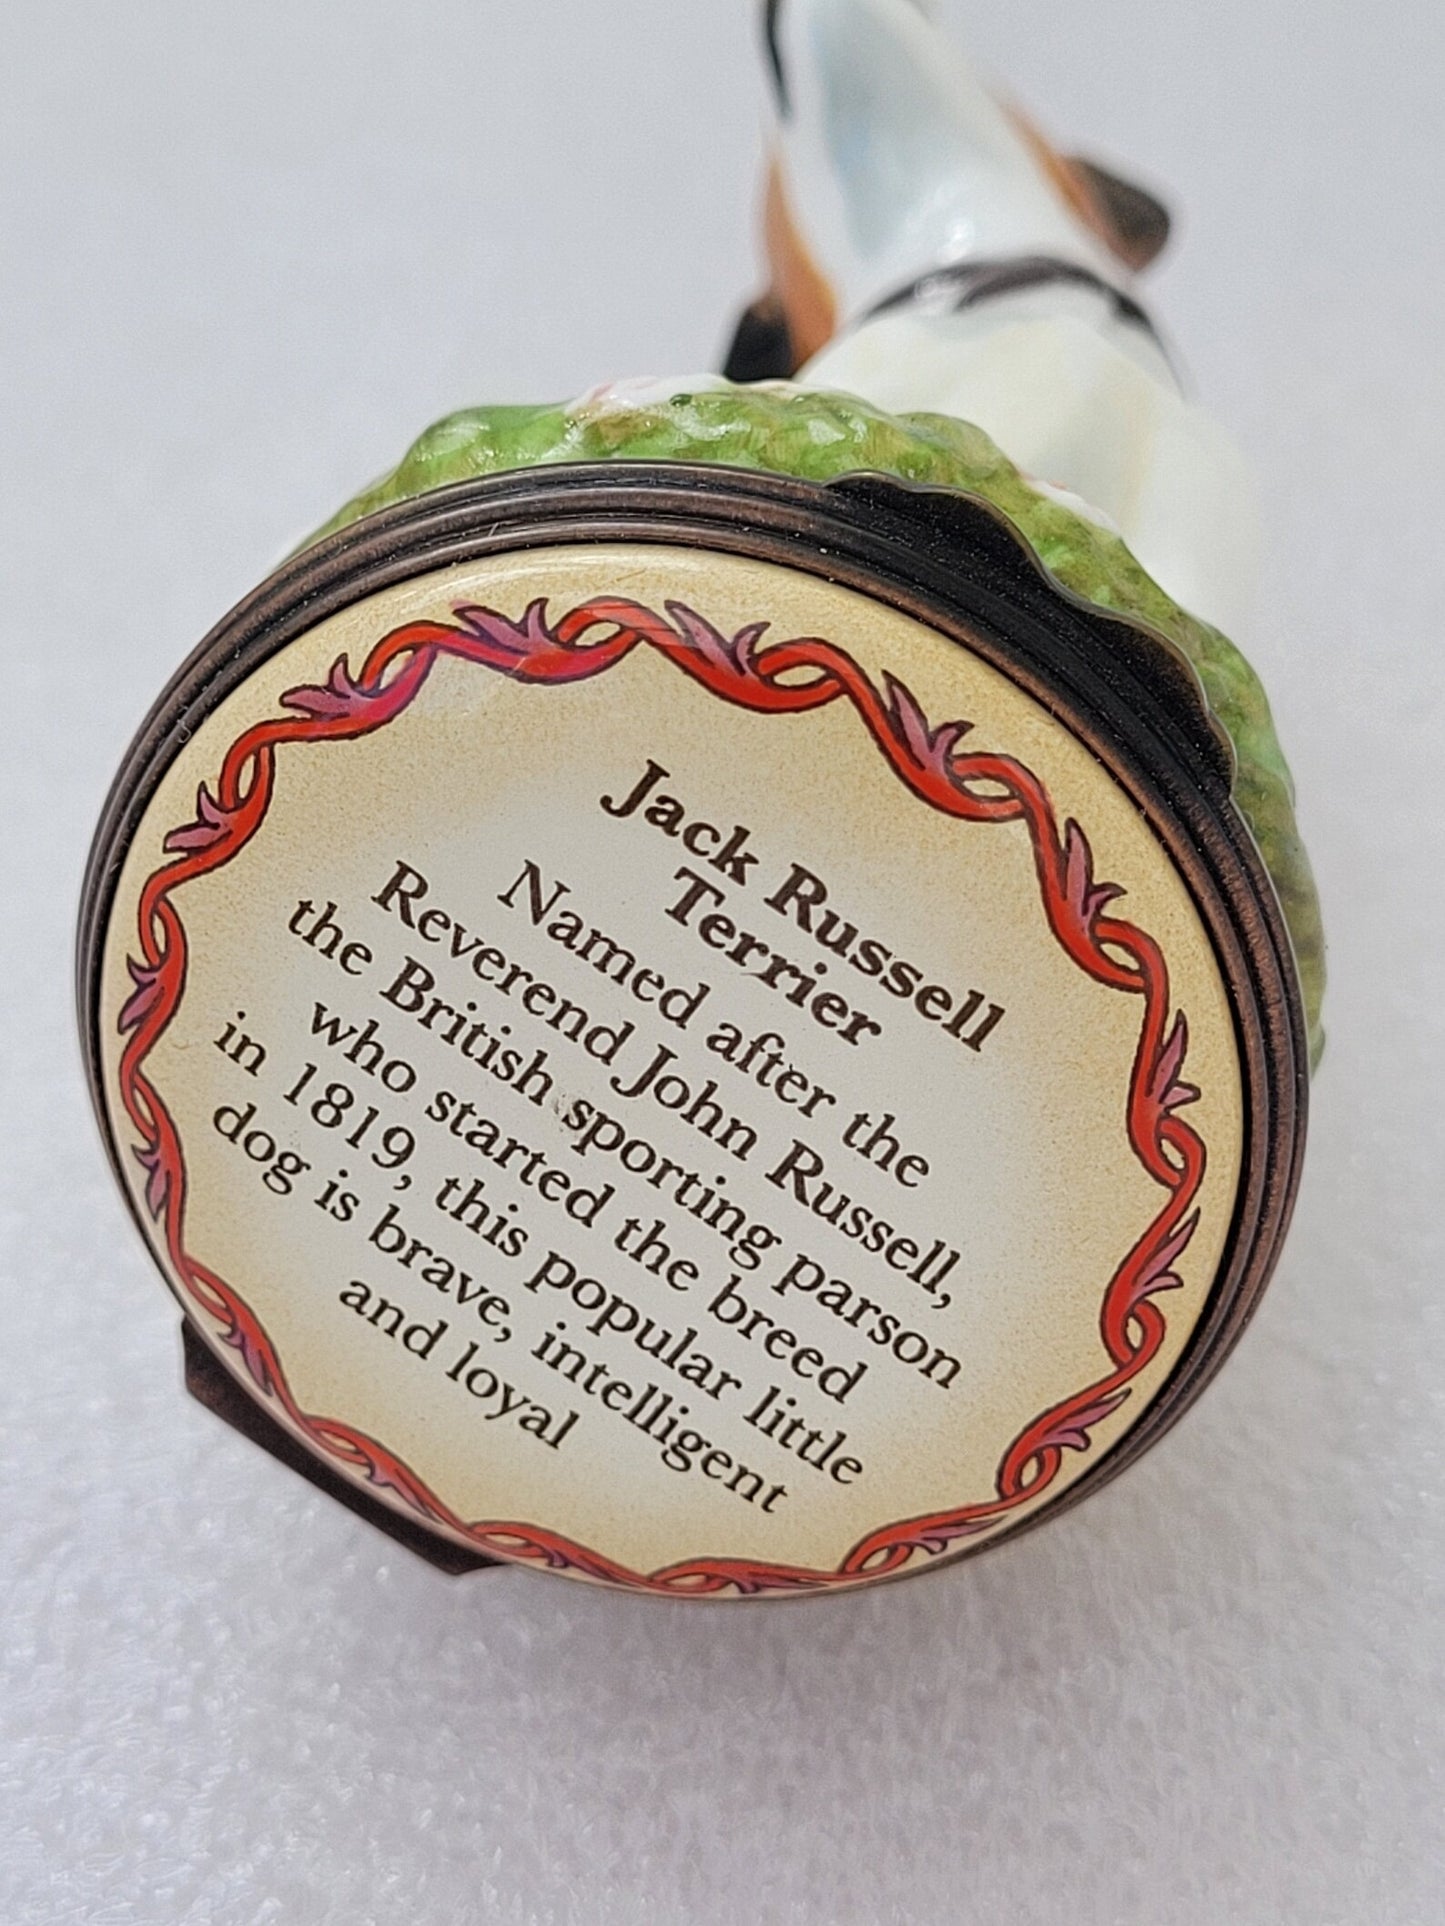 Jack Russell
Terrier
Named after the
Reverend John Russell,
the British sporting parson
who started the breed
in 1819, this popular little
dog is brave, intelligent
and loyal